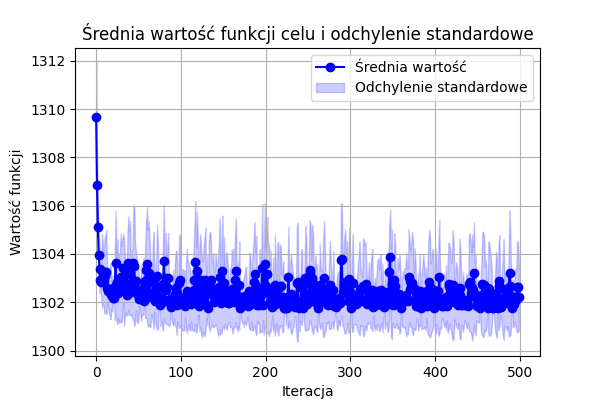 Średnia wartość funkcji celu i odchylenie standardowe
Średnia wartość
Odchylenie standardowe
Wartość funkcji
1312
1310
1308
1306
1304
1302
1300
0
100
200
300
400
500
Iteracja